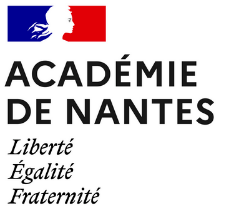 ACADÉMIE
DE NANTES
Liberté
Égalité
Fraternité